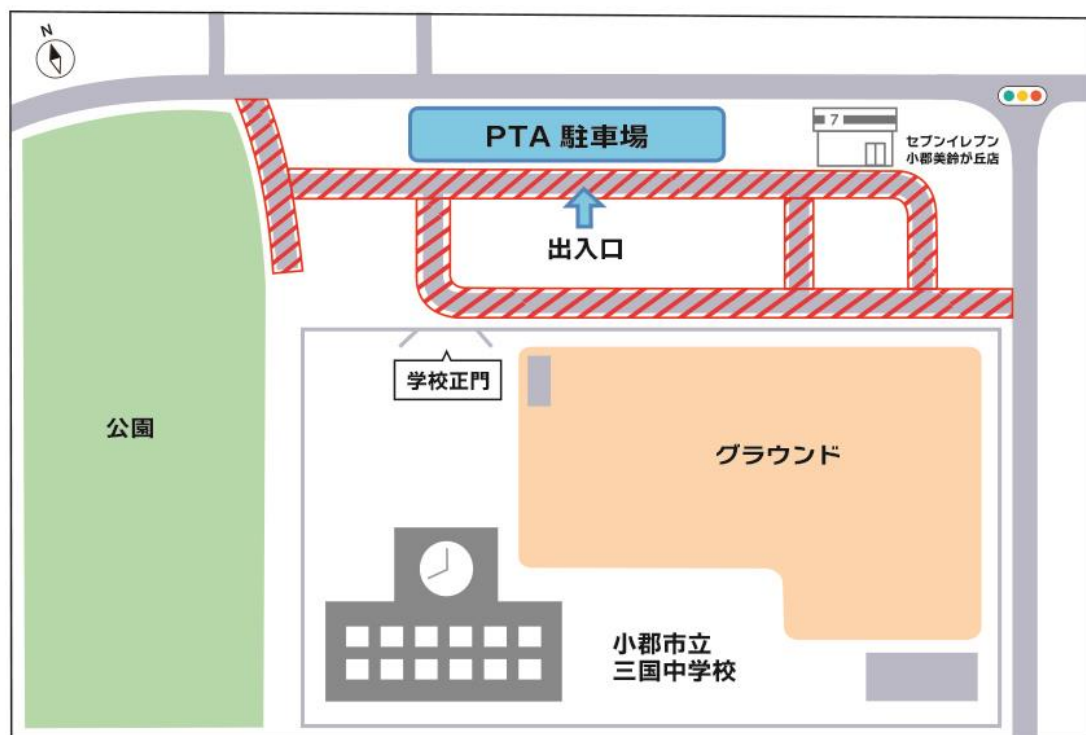 N
PTA 駐車場
7
セブンイレブン
小郡美鈴が丘店
出入口
学校正門
公園
グラウンド
小郡市立
三国中学校